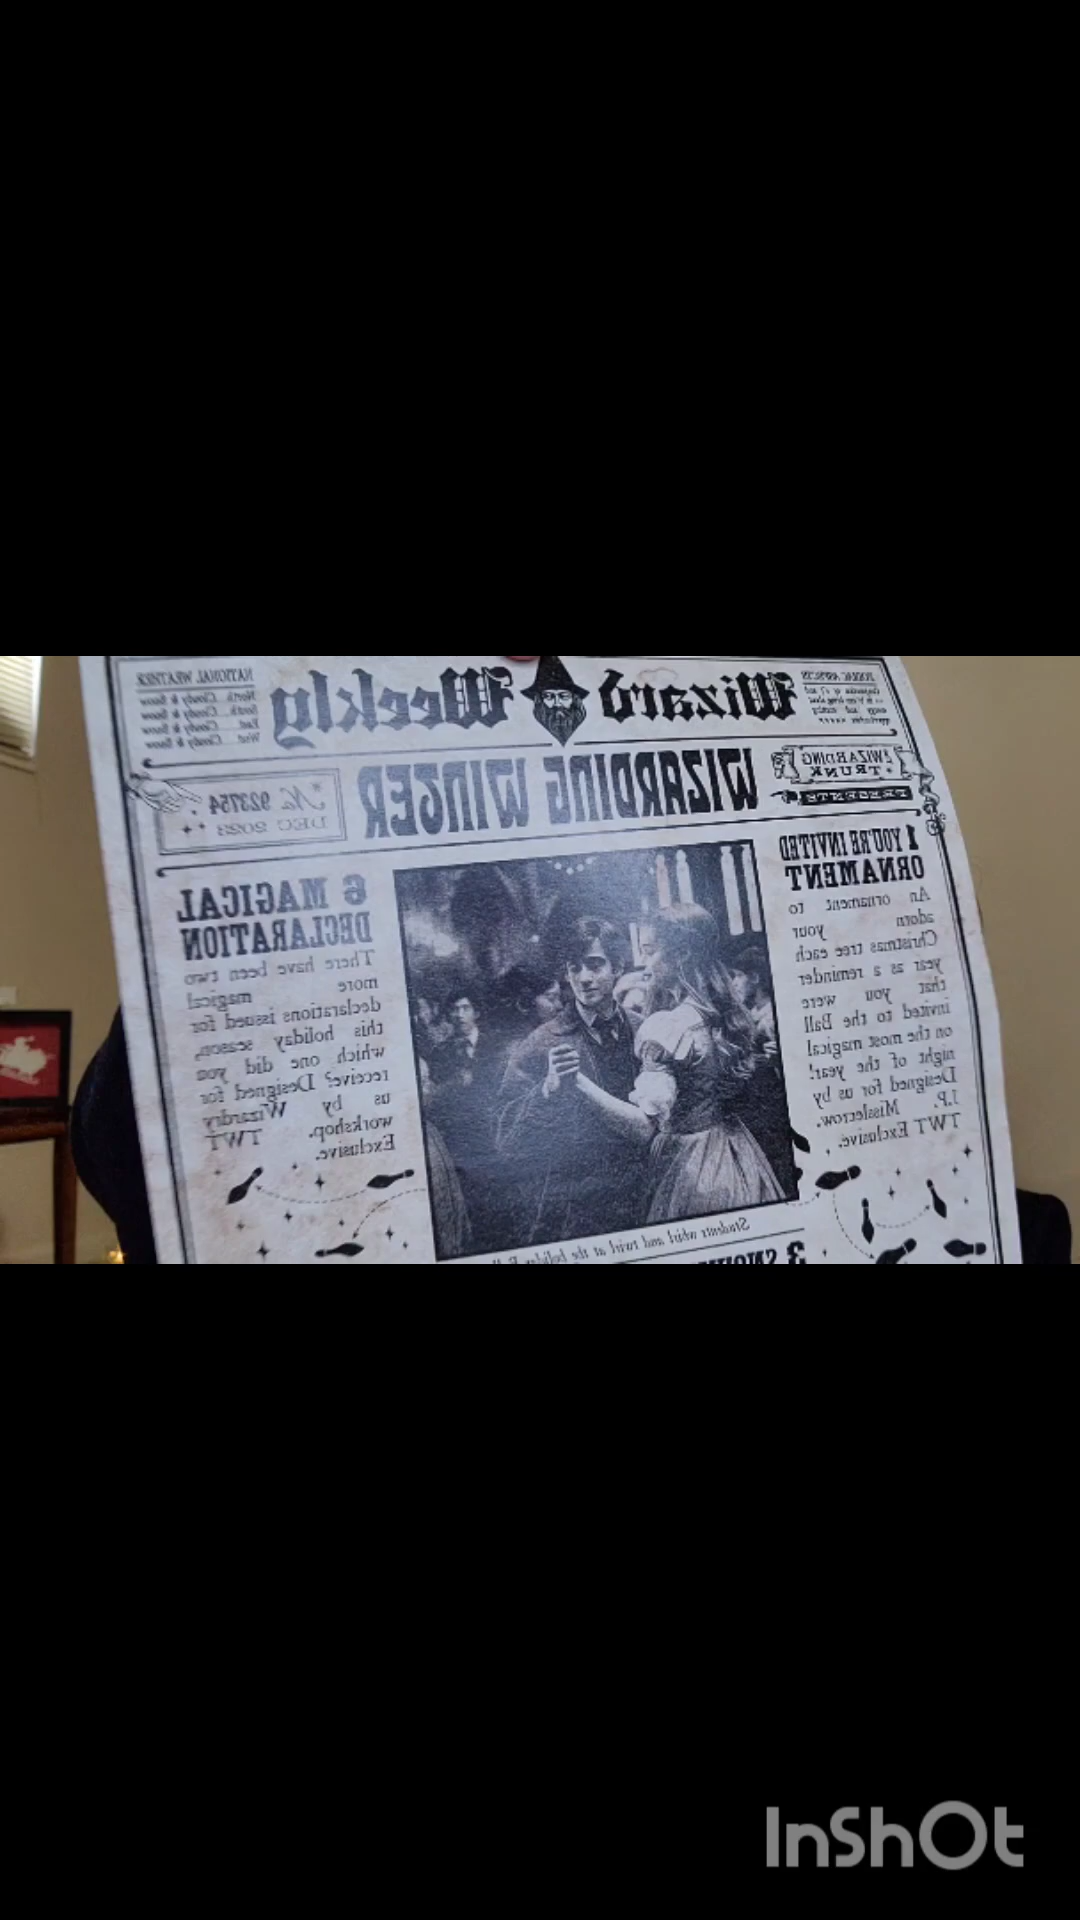 Wizard Weekly
NATIONAL WEATHER
North Cloudy & Snow
South Cloudy & Snow
East Cloudy & Snow
West Cloudy & Snow
THE WIZARDING
TRUNK
PRESENTS
WIZARDING WINTER
No. 923754
DEC 2023
1 YOU'RE INVITED
ORNAMENT
An ornament to
adorn your
Christmas tree each
year as a reminder
that you were
invited to the Ball
on the most magical
night of the year!
Designed for us by
J.P. Misslecrow.
TWT Exclusive.
Students whirl and twirl at the holiday
6 MAGICAL
DECLARATION
There have been two
more magical
declarations issued for
this holiday season,
which one did you
receive? Designed for
us by Wizardry
workshop. TWT
Exclusive.
3
InShOt